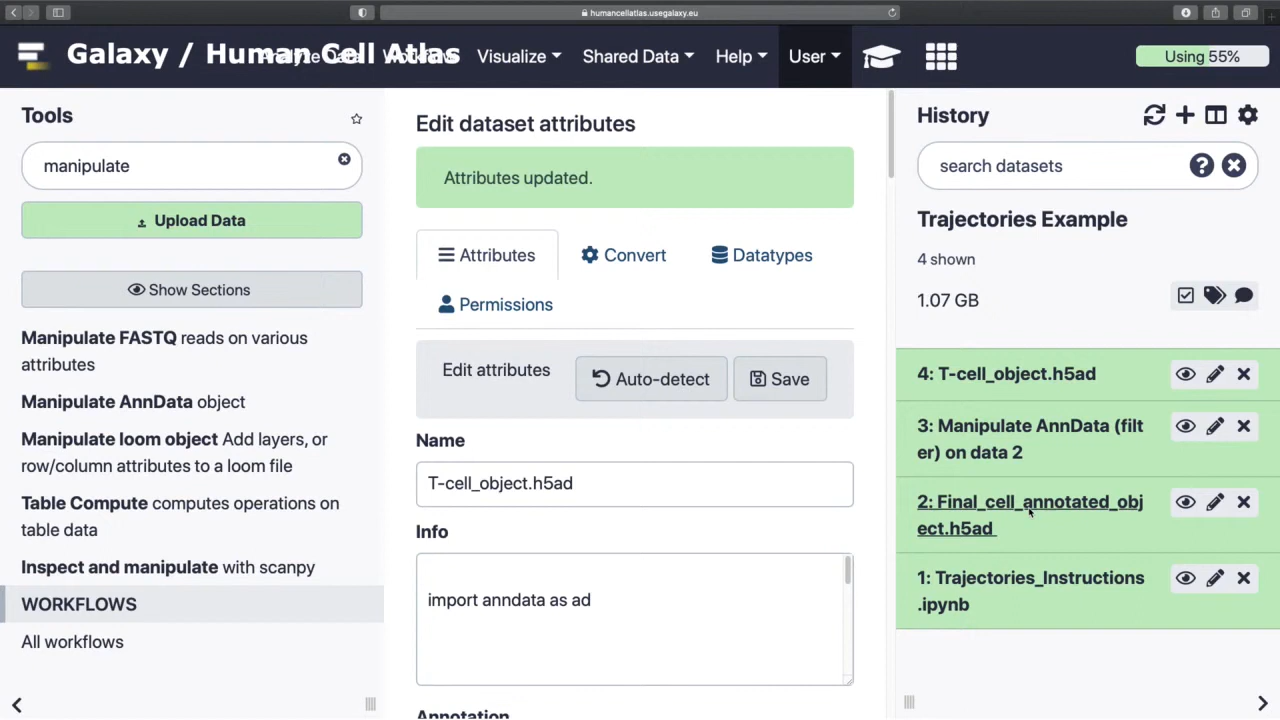 humancellatlas.usegalaxy.eu
Galaxy / Human Cell Atlas
Analyze Data
Workflow
Visualize
Shared Data
Help
User
Using 55%
Tools
manipulate
Upload Data
Show Sections
Manipulate FASTQ reads on various
attributes
Manipulate AnnData object
Manipulate loom object Add layers, or
row/column attributes to a loom file
Table Compute computes operations on
table data
Inspect and manipulate with scanpy
WORKFLOWS
All workflows
Edit dataset attributes
Attributes updated.
Attributes
Convert
Datatypes
Permissions
Edit attributes
Auto-detect
Save
Name
T-cell_object.h5ad
Info
import anndata as ad
Annotation
History
search datasets
Trajectories Example
4 shown
1.07 GB
4: T-cell_object.h5ad
3: Manipulate AnnData (filt
er) on data 2
2: Final_cell_annotated_obj
ect.h5ad
1: Trajectories_Instructions
.ipynb